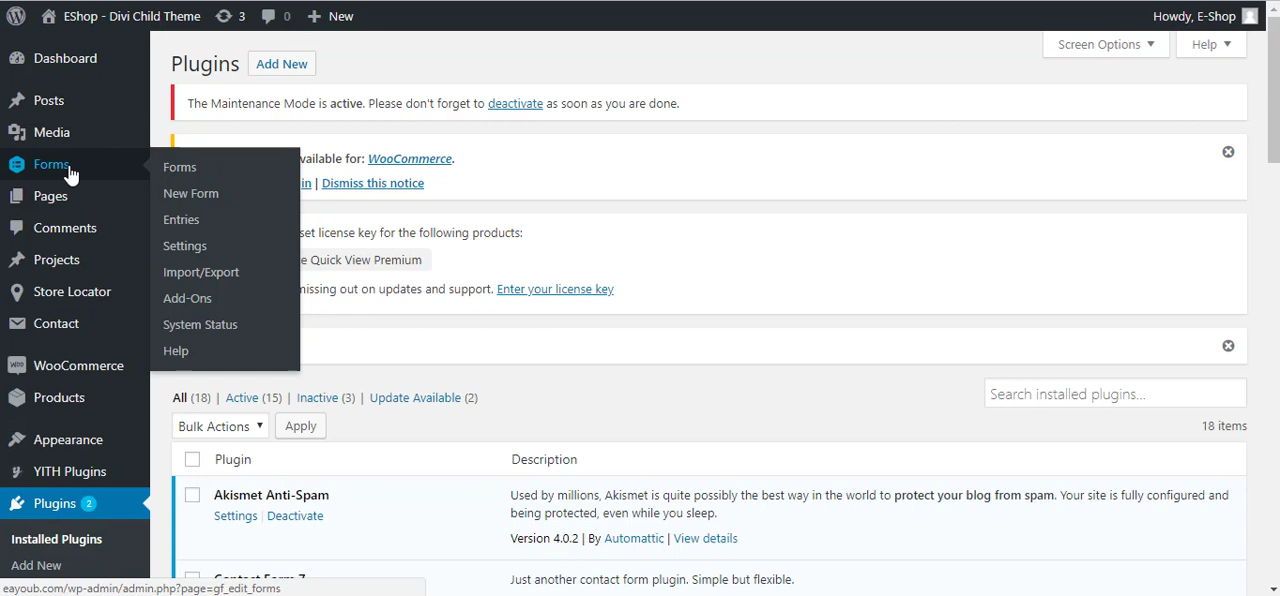 EShop - Divi Child Theme 3 0 New Howdy, E-Shop
Screen Options ▼ Help ▼
Dashboard
Posts
Media
Forms
Pages
Comments
Projects
Store Locator
Contact
WooCommerce
Products
Appearance
YITH Plugins
Plugins 2
Installed Plugins
Add New
Forms
New Form
Entries
Settings
Import/Export
Add-Ons
System Status
Help
Plugins Add New
The Maintenance Mode is active. Please don't forget to deactivate as soon as you are done.
available for: WooCommerce.
in | Dismiss this notice
set license key for the following products:
e Quick View Premium
missing out on updates and support. Enter your license key
All (18) | Active (15) | Inactive (3) | Update Available (2)
Search installed plugins...
Bulk Actions ▼ Apply
18 items
Plugin Description
Akismet Anti-Spam
Settings | Deactivate
Used by millions, Akismet is quite possibly the best way in the world to protect your blog from spam. Your site is fully configured and
being protected, even while you sleep.
Version 4.0.2 | By Automattic | View details
Contact Form 7
Just another contact form plugin. Simple but flexible.
eayoub.com/wp-admin/admin.php?page=gf_edit_forms